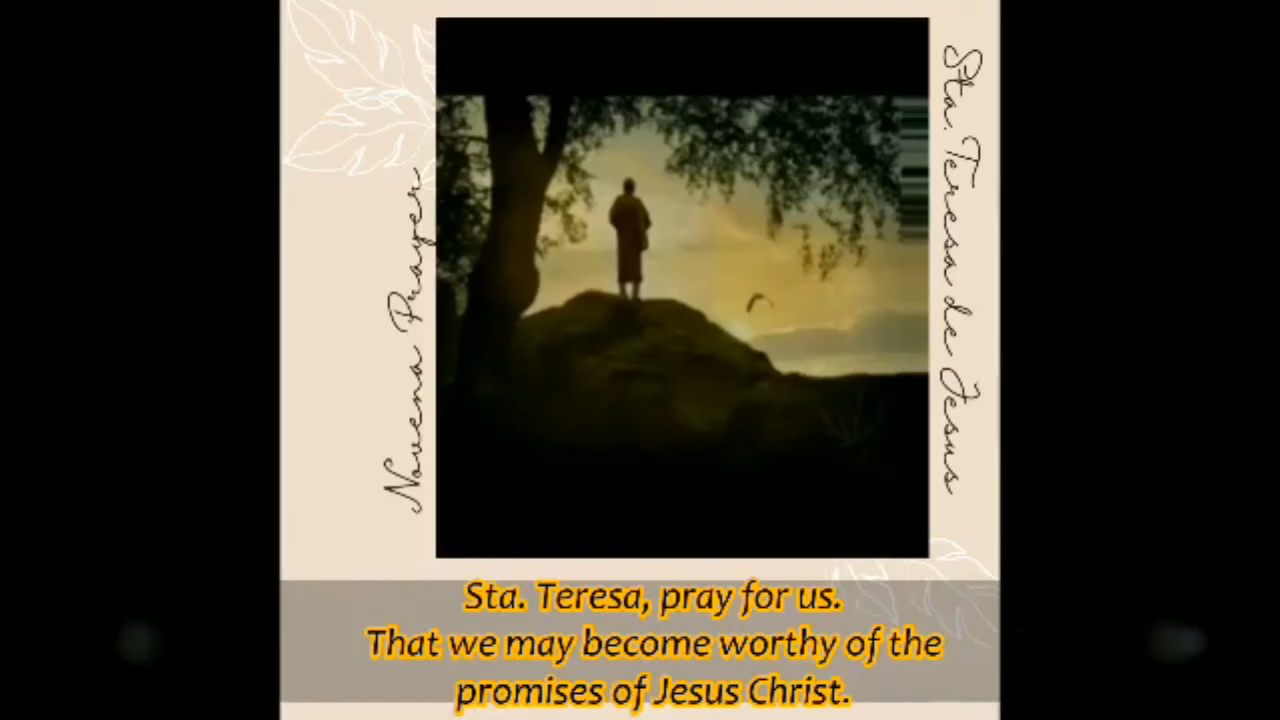 Novena Prayer
Sta. Teresa de Jesus
Sta. Teresa, pray for us.
That we may become worthy of the
promises of Jesus Christ.